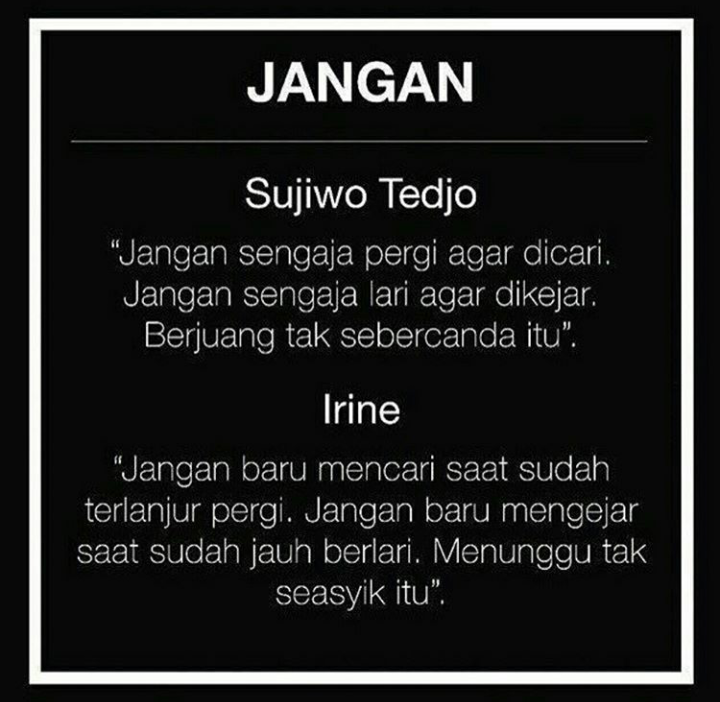 JANGAN
Sujiwo Tedjo
“Jangan sengaja pergi agar dicari.
Jangan sengaja lari agar dikejar.
Berjuang tak sebercanda itu”.
Irine
“Jangan baru mencari saat sudah
terlanjur pergi. Jangan baru mengejar
saat sudah jauh berlari. Menunggu tak
seasyik itu”.